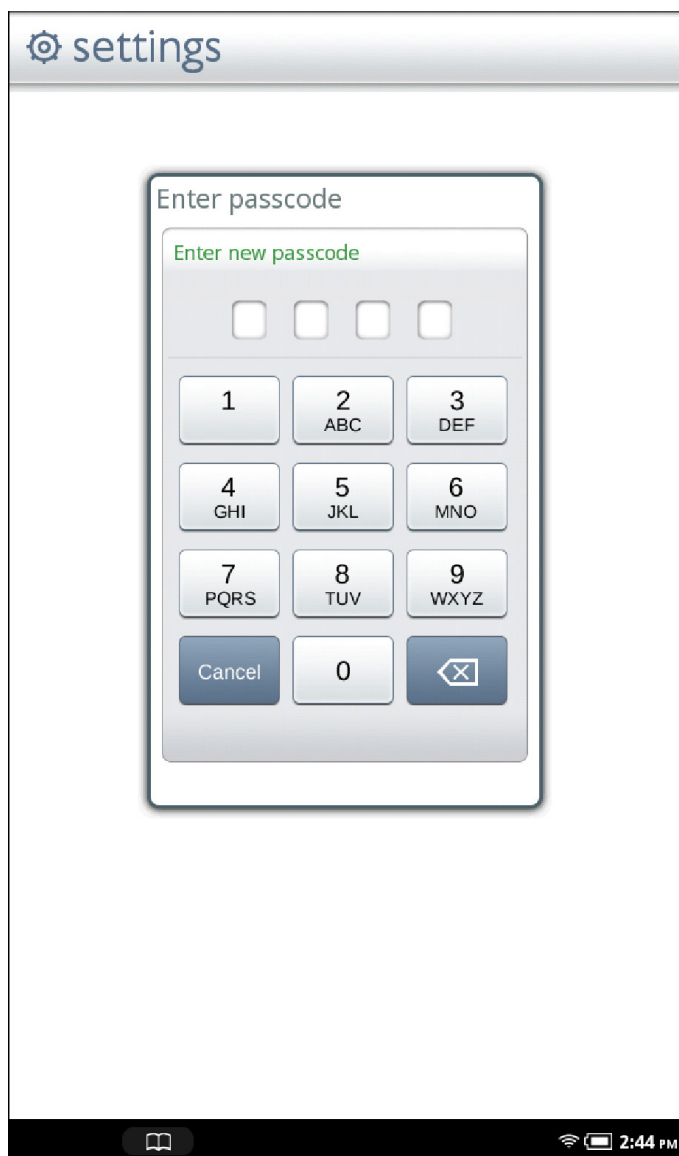 settings
Enter passcode
Enter new passcode
1 2 3
ABC DEF
4 5 6
GHI JKL MNO
7 8 9
PQRS TUV WXYZ
Cancel 0
2:44 PM